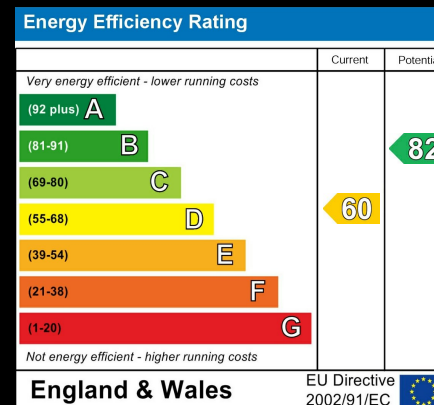 Energy Efficiency Rating
Current Potentia
Very energy efficient - lower running costs
(92 plus) A
(81-91) B 82
(69-80) C
(55-68) D 60
(39-54) E
(21-38) F
(1-20) G
Not energy efficient - higher running costs
England & Wales
EU Directive
2002/91/EC